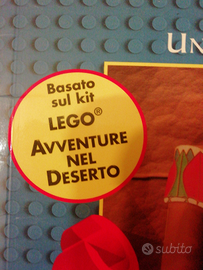 UN
Basato
sul kit
LEGO®
AVVENTURE
NEL
DESERTO
subito